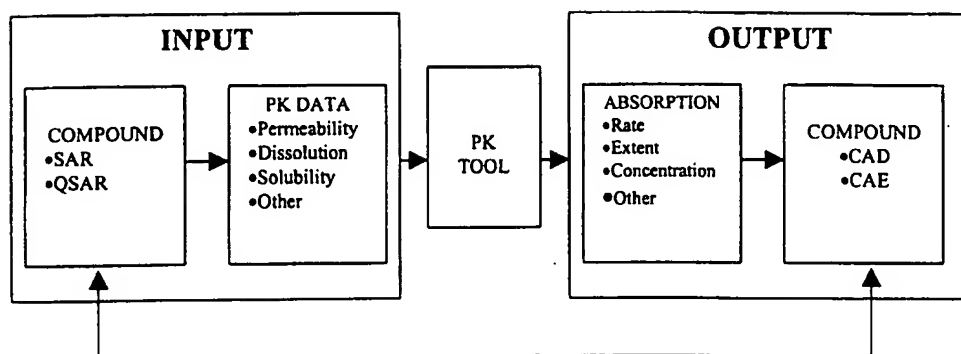 INPUT
COMPOUND
•SAR
•QSAR
PK DATA
•Permeability
•Dissolution
•Solubility
•Other
PK
TOOL
OUTPUT
ABSORPTION
•Rate
•Extent
•Concentration
•Other
COMPOUND
•CAD
•CAE